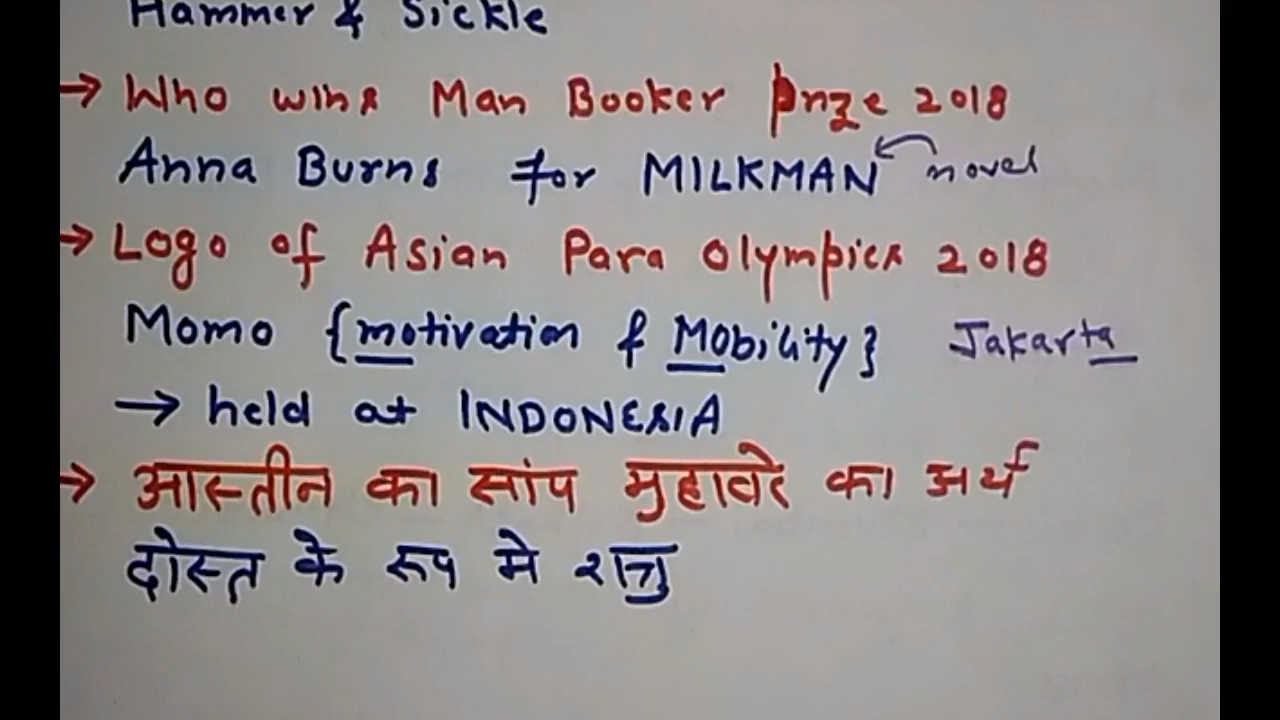 Hammer & Sickle
→ Who wins Man Booker Prize 2018
Anna Burns for MILKMAN novel
→ Logo of Asian Para Olympics 2018
Momo {motivation & Mobility} Jakarta
→ held at INDONESIA
→ आस्तीन का सांप मुहावरे का अर्थ
दोस्त के रूप मे शत्रु